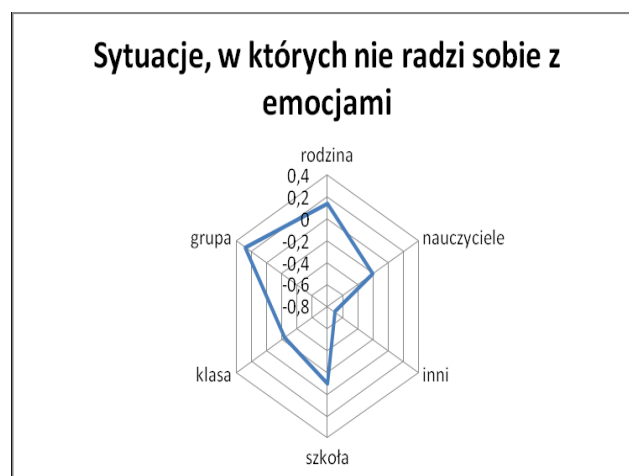 Sytuacje, w których nie radzi sobie z
emocjami
rodzina
0,4
0,2
0
-0,2
-0,4
-0,6
-0,8
grupa
nauczyciele
klasa
inni
szkoła